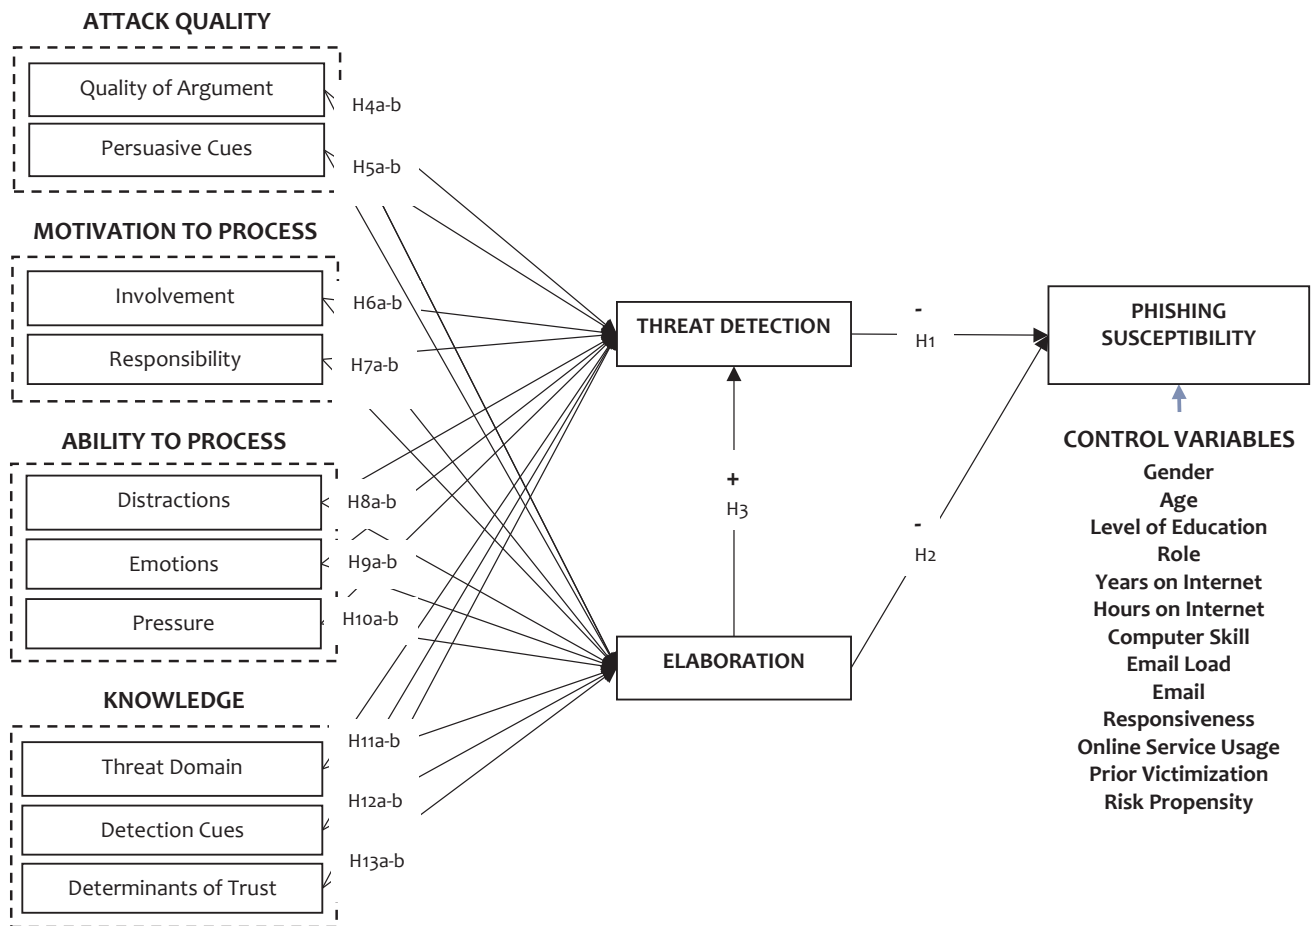 ATTACK QUALITY
Quality of Argument
Persuasive Cues
H4a-b
H5a-b
MOTIVATION TO PROCESS
Involvement
Responsibility
H6a-b
H7a-b
ABILITY TO PROCESS
Distractions
Emotions
Pressure
H8a-b
H9a-b
H10a-b
KNOWLEDGE
Threat Domain
Detection Cues
Determinants of Trust
H11a-b
H12a-b
H13a-b
THREAT DETECTION
+
H3
ELABORATION
-
H1
-
H2
PHISHING
SUSCEPTIBILITY
CONTROL VARIABLES
Gender
Age
Level of Education
Role
Years on Internet
Hours on Internet
Computer Skill
Email Load
Email
Responsiveness
Online Service Usage
Prior Victimization
Risk Propensity